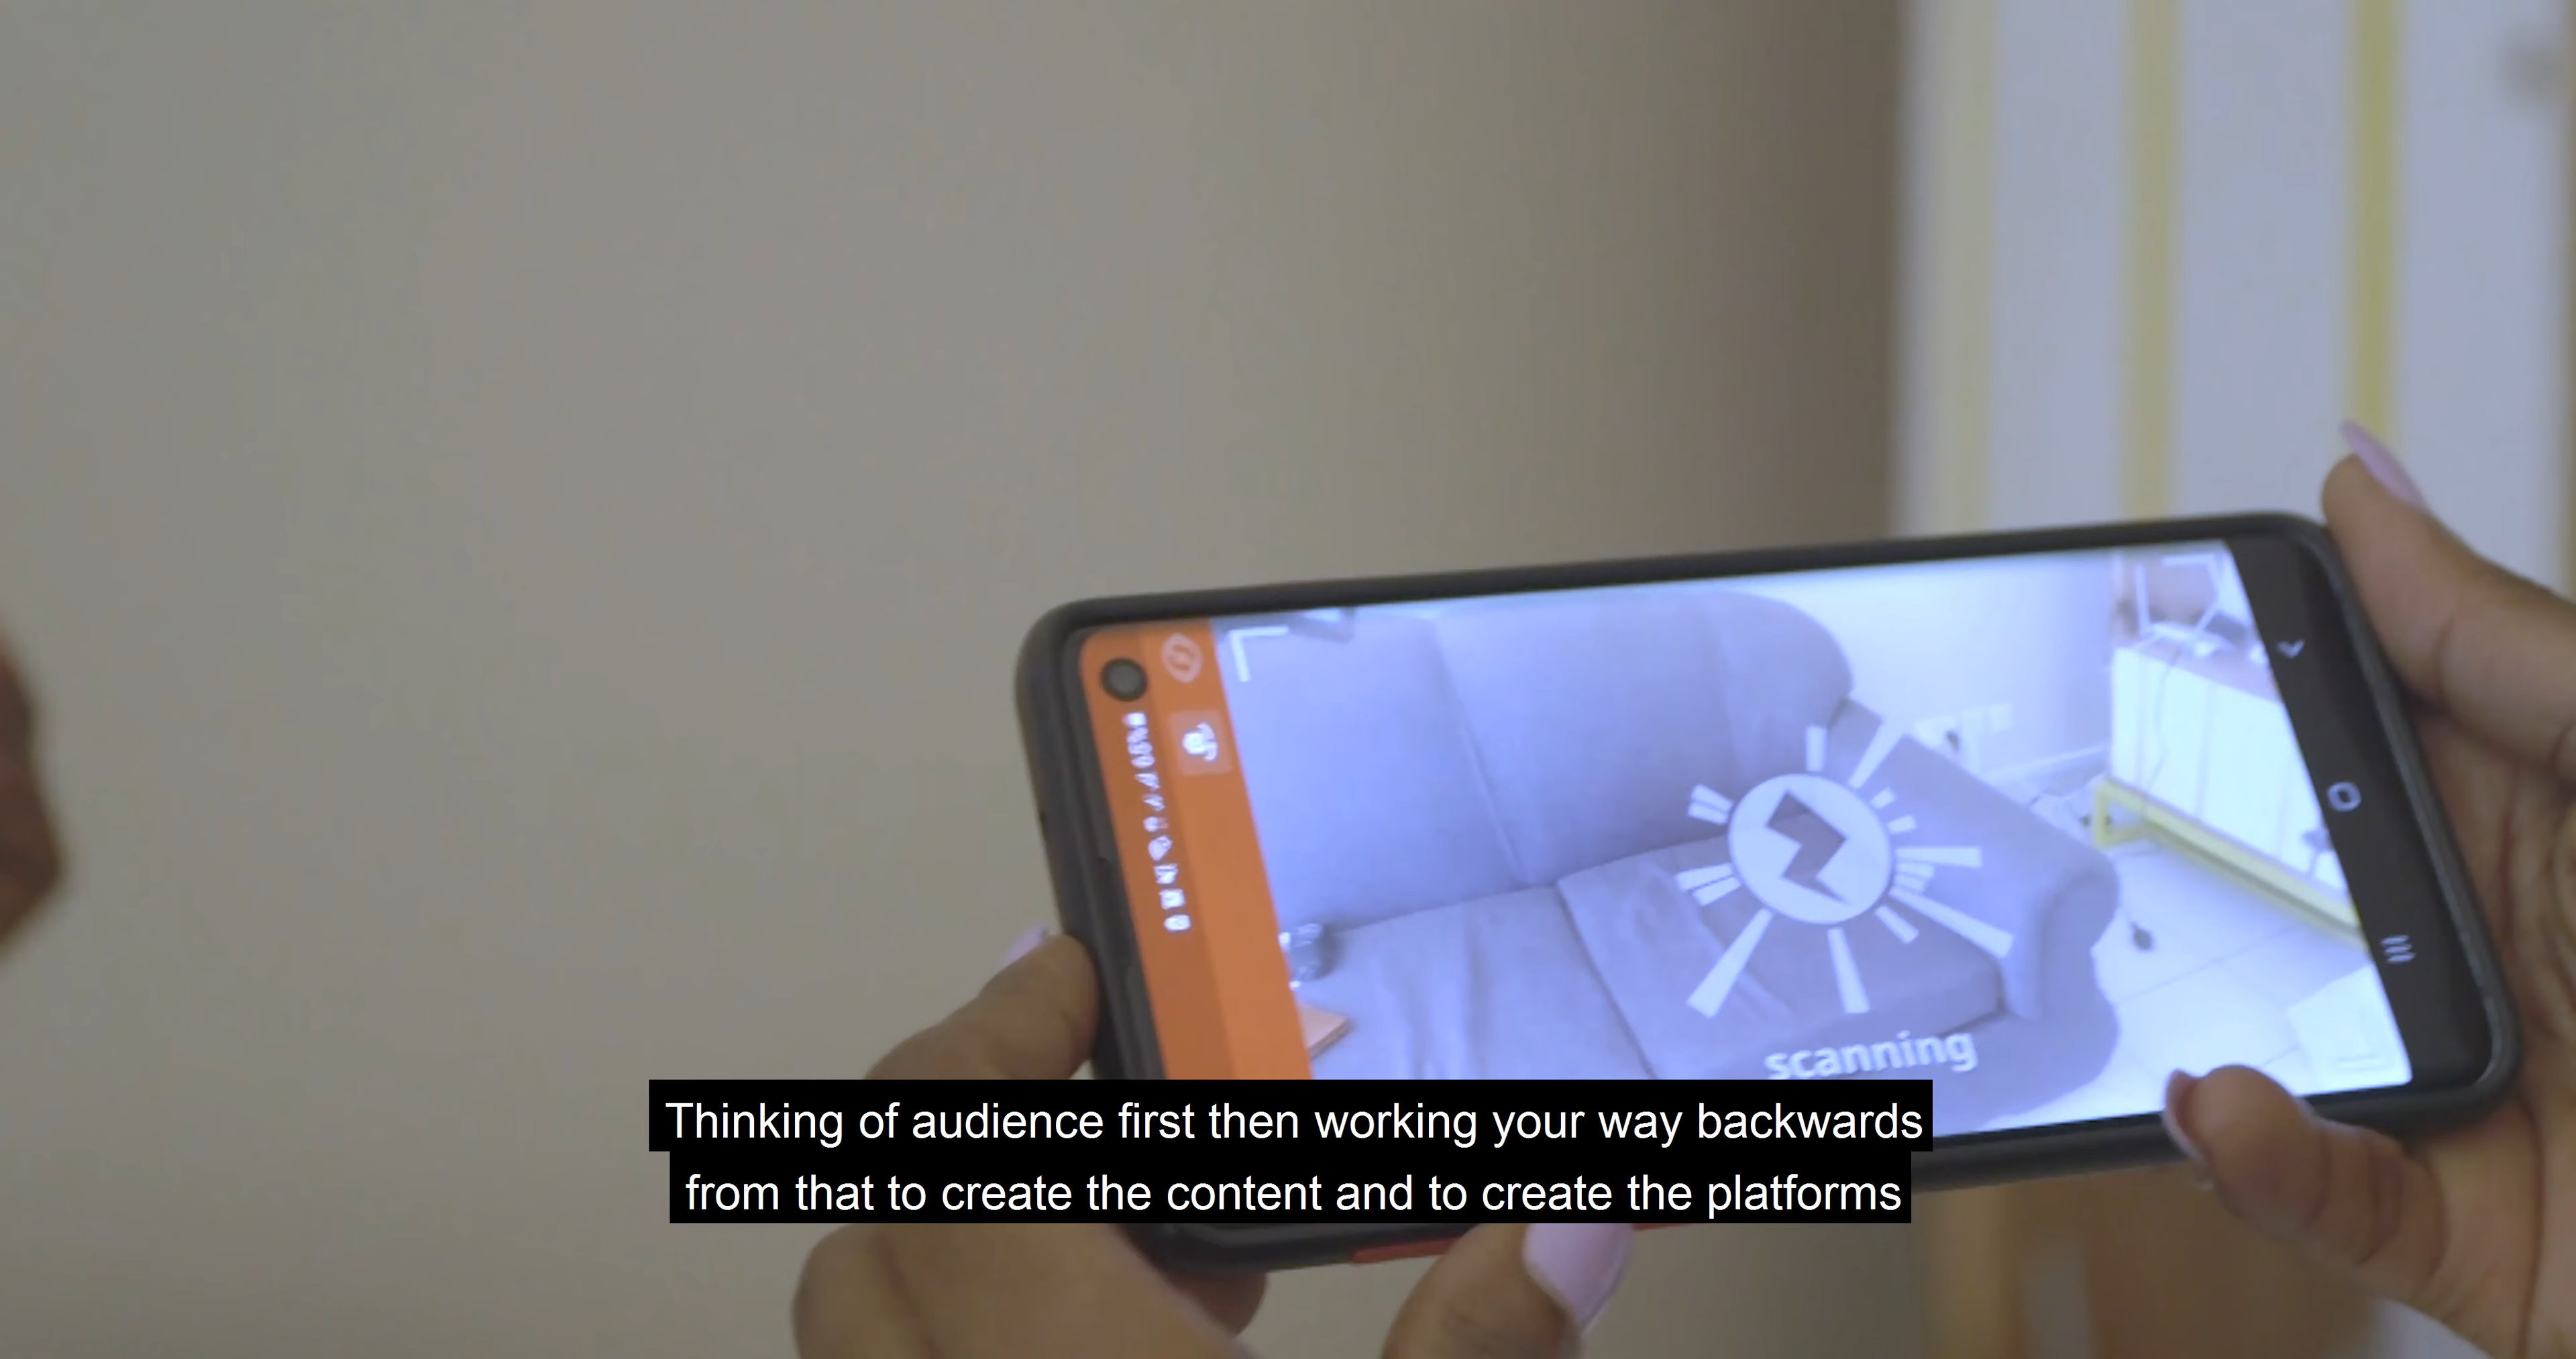 scanning
Thinking of audience first then working your way backwards
from that to create the content and to create the platforms